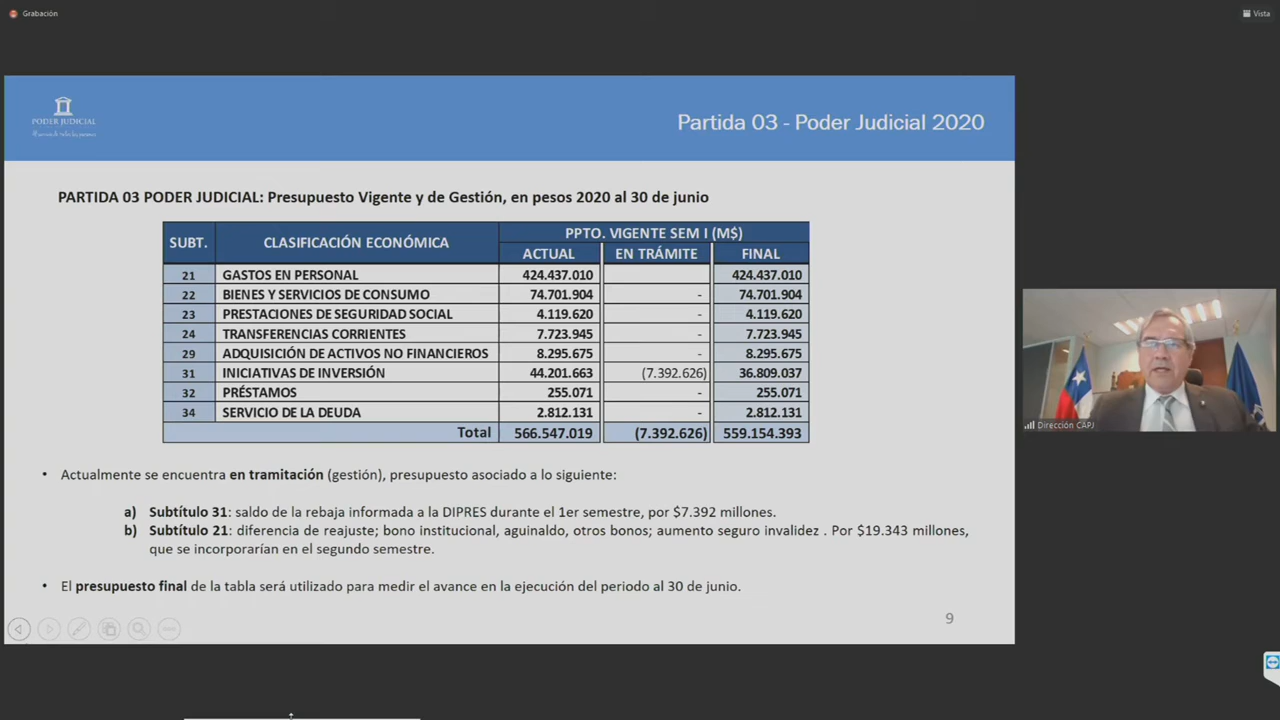 Grabación
Vista
PODER JUDICIAL
Partida 03 - Poder Judicial 2020
PARTIDA 03 PODER JUDICIAL: Presupuesto Vigente y de Gestión, en pesos 2020 al 30 de junio
SUBT. CLASIFICACIÓN ECONÓMICA PPTO. VIGENTE SEM I (M$)
ACTUAL EN TRÁMITE FINAL
21 GASTOS EN PERSONAL 424.437.010 424.437.010
22 BIENES Y SERVICIOS DE CONSUMO 74.701.904 - 74.701.904
23 PRESTACIONES DE SEGURIDAD SOCIAL 4.119.620 - 4.119.620
24 TRANSFERENCIAS CORRIENTES 7.723.945 - 7.723.945
29 ADQUISICIÓN DE ACTIVOS NO FINANCIEROS 8.295.675 - 8.295.675
31 INICIATIVAS DE INVERSIÓN 44.201.663 (7.392.626) 36.809.037
32 PRÉSTAMOS 255.071 - 255.071
34 SERVICIO DE LA DEUDA 2.812.131 - 2.812.131
Total 566.547.019 (7.392.626) 559.154.393
• Actualmente se encuentra en tramitación (gestión), presupuesto asociado a lo siguiente:
a) Subtítulo 31: saldo de la rebaja informada a la DIPRES durante el 1er semestre, por $7.392 millones.
b) Subtítulo 21: diferencia de reajuste; bono institucional, aguinaldo, otros bonos; aumento seguro invalidez . Por $19.343 millones,
que se incorporarían en el segundo semestre.
• El presupuesto final de la tabla será utilizado para medir el avance en la ejecución del periodo al 30 de junio.
9
Dirección CAPJ